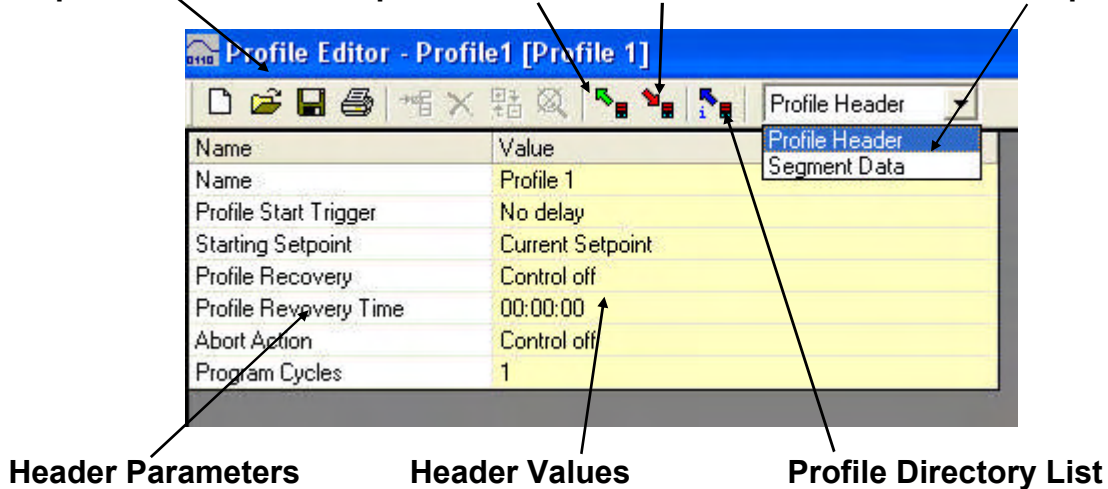 Profile Editor - Profile1 [Profile 1]
Profile Header
Profile Header
Segment Data
Name Value
Name Profile 1
Profile Start Trigger No delay
Starting Setpoint Current Setpoint
Profile Recovery Control off
Profile Revovery Time 00:00:00
Abort Action Control off
Program Cycles 1
Header Parameters Header Values Profile Directory List